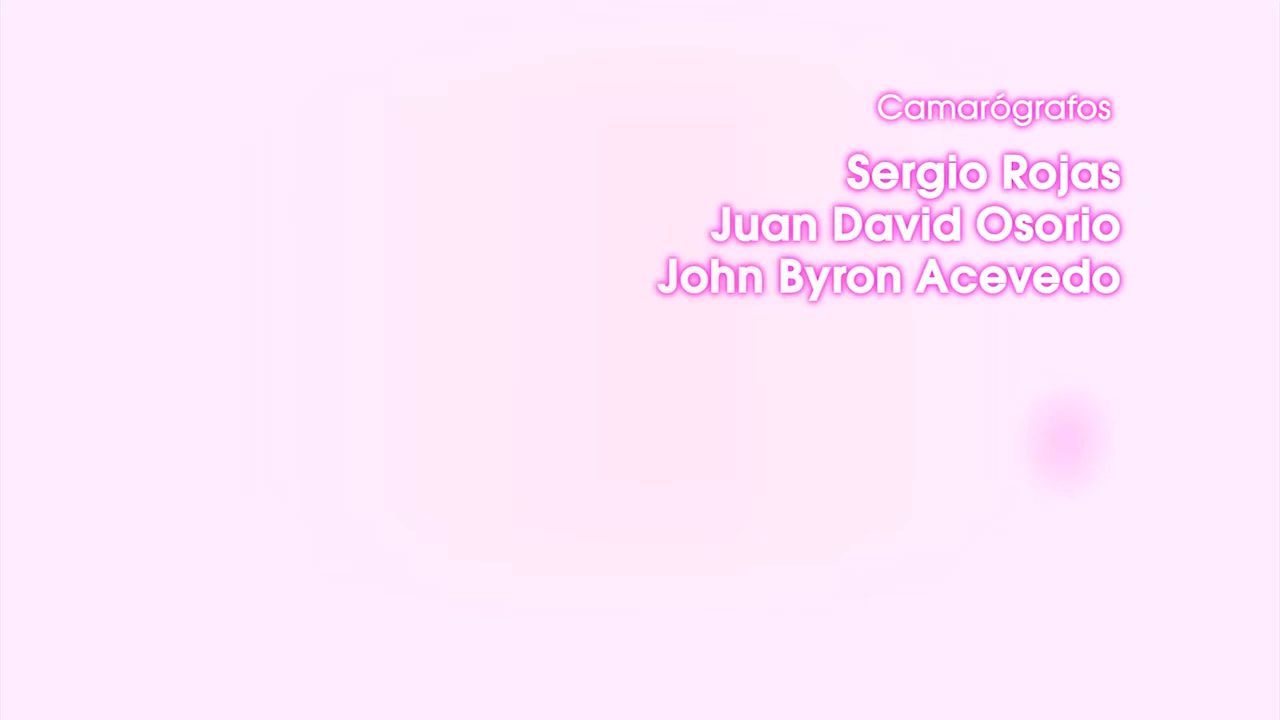 Camarógrafos
Sergio Rojas
Juan David Osorio
John Byron Acevedo